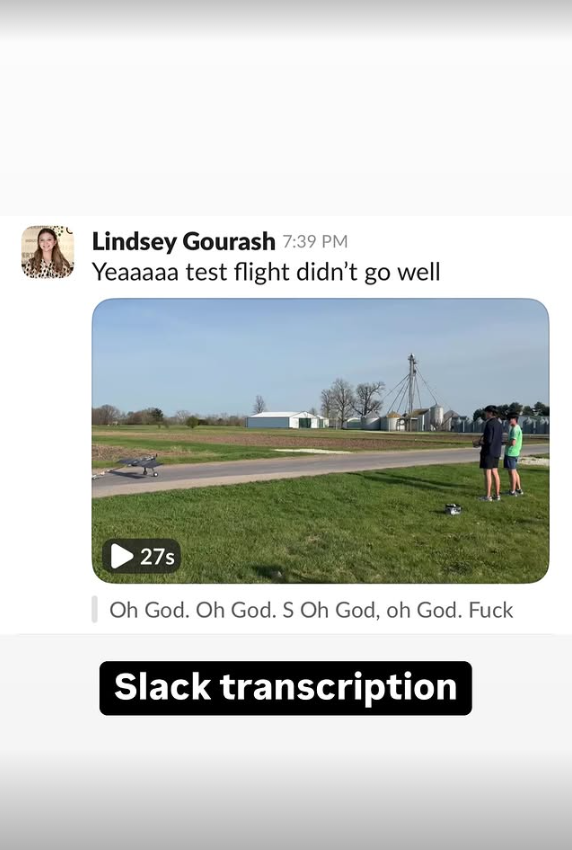 Lindsey Gourash 7:39 PM
Yeaaaaa test flight didn't go well
27s
Oh God. Oh God. S Oh God, oh God. Fuck
Slack transcription